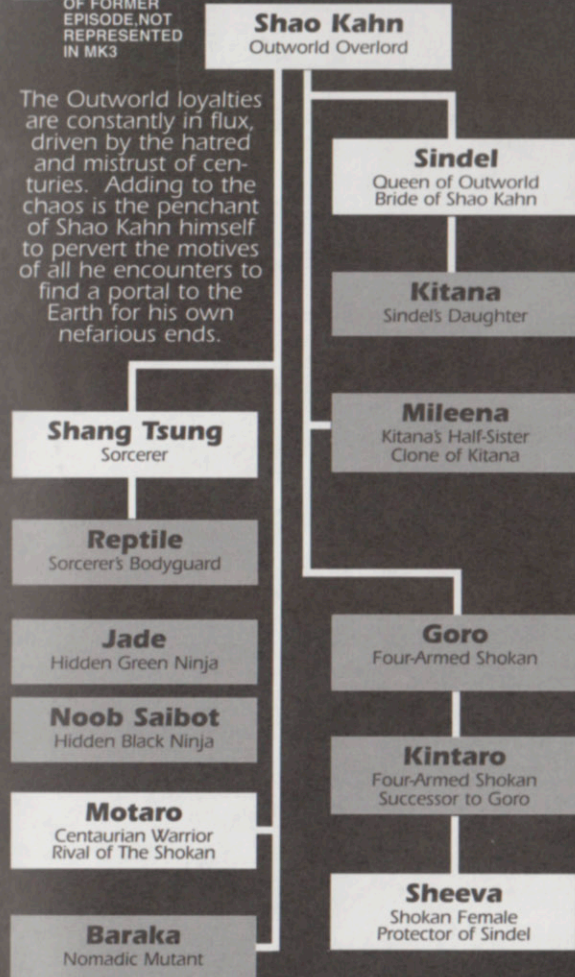 OF FORMER
EPISODE,NOT
REPRESENTED
IN MK3
Shao Kahn
Outworld Overlord
The Outworld loyalties
are constantly in flux,
driven by the hatred
and mistrust of cen-
turies. Adding to the
chaos is the penchant
of Shao Kahn himself
to pervert the motives
of all he encounters to
find a portal to the
Earth for his own
nefarious ends.
Sindel
Queen of Outworld
Bride of Shao Kahn
Kitana
Sindel's Daughter
Mileena
Kitana's Half-Sister
Clone of Kitana
Shang Tsung
Sorcerer
Reptile
Sorcerer's Bodyguard
Jade
Hidden Green Ninja
Noob Saibot
Hidden Black Ninja
Motaro
Centaurian Warrior
Rival of The Shokan
Baraka
Nomadic Mutant
Goro
Four-Armed Shokan
Kintaro
Four-Armed Shokan
Successor to Goro
Sheeva
Shokan Female
Protector of Sindel